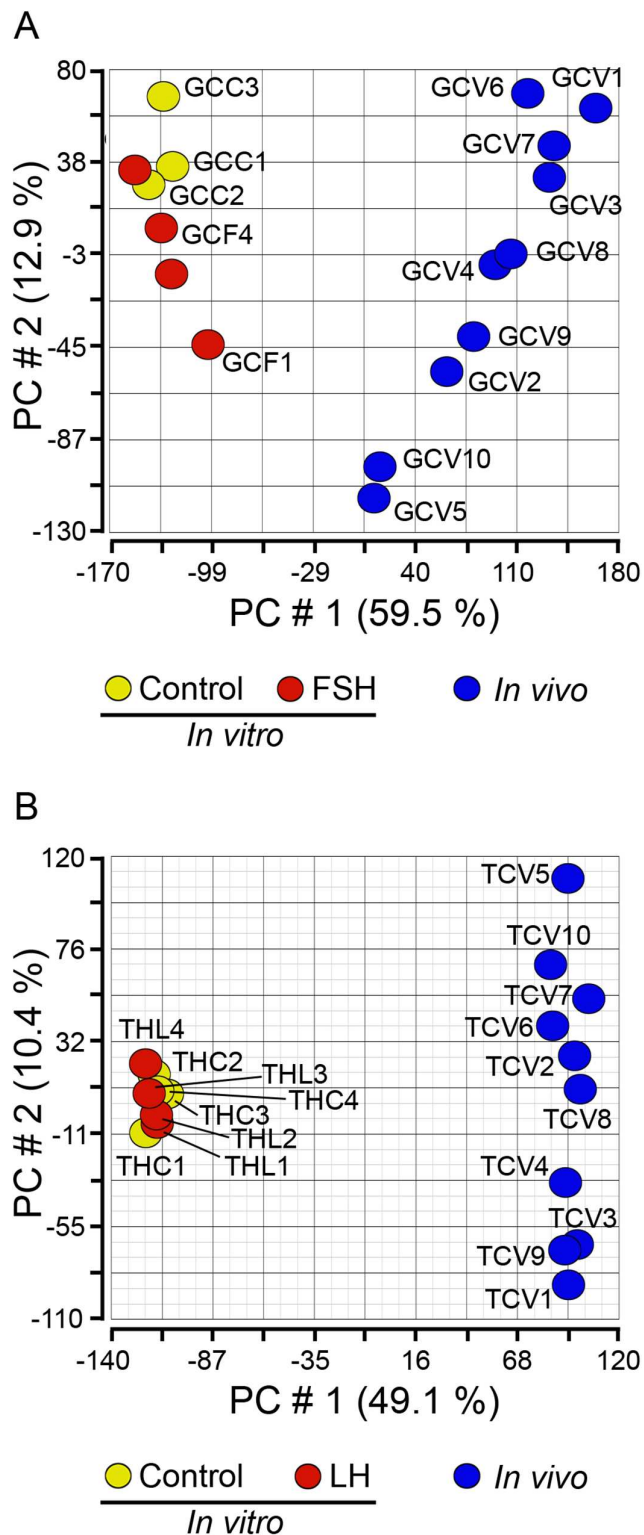 A
80
38
-3
-45
-87
-130
PC # 2 (12.9 %)
GCC3
GCC1
GCC2
GCF4
GCF1
GCV6
GCV1
GCV7
GCV3
GCV8
GCV4
GCV9
GCV2
GCV10
GCV5
-170 -99 -29 40 110 180
PC # 1 (59.5 %)
Control FSH In vivo
In vitro
B
120
76
32
-11
-55
-110
PC # 2 (10.4 %)
TCV5
TCV10
TCV7
TCV6
TCV2
TCV8
TCV4
TCV3
TCV9
TCV1
THL4
THC2
THL3
THC4
THC3
THL2
THC1
THL1
-140 -87 -35 16 68 120
PC # 1 (49.1 %)
Control LH In vivo
In vitro